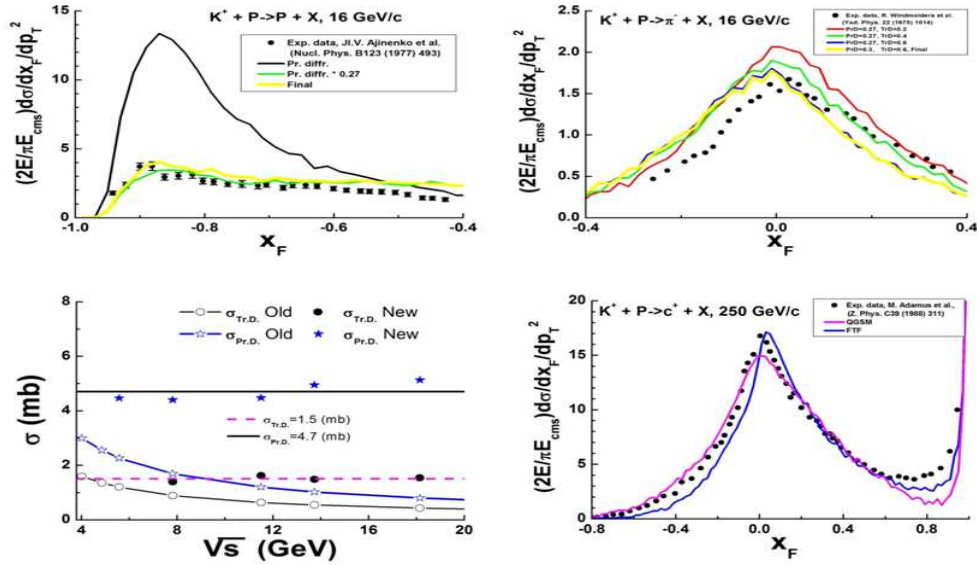 K⁺ + P->P + X, 16 GeV/c
Exp. data, JI.V. Ajinenko et al.
(Nucl. Phys. B123 (1977) 493)
Pr. diffr.
Pr. diffr. * 0.27
Final
(2E/πE_cms)dσ/dx_F/dp_T²
15
10
5
0
-1.0
-0.8
-0.6
-0.4
X_F
K⁺ + P->π⁻ + X, 16 GeV/c
Exp. data, R. Windmolders et al.
(Yad. Phys. 22 (1975) 1014)
PrD=0.27, TrD=0.2
PrD=0.27, TrD=0.4
PrD=0.27, TrD=0.6
PrD=0.3, TrD=0.6, Final
(2E/πE_cms)dσ/dx_F/dp_T²
2.5
2.0
1.5
1.0
0.5
0.0
-0.4
-0.2
0.0
0.2
0.4
X_F
σ_Tr.D. Old
σ_Tr.D. New
σ_Pr.D. Old
σ_Pr.D. New
σ_Tr.D.=1.5 (mb)
σ_Pr.D.=4.7 (mb)
σ (mb)
8
6
4
2
0
4
8
12
16
20
√s (GeV)
K⁺ + P->c⁺ + X, 250 GeV/c
Exp. data, M. Adamus et al.,
(Z. Phys. C39 (1988) 311)
QGSM
FTF
(2E/πE_cms)dσ/dx_F/dp_T²
20
15
10
5
0
-0.8
-0.4
0.0
0.4
0.8
X_F